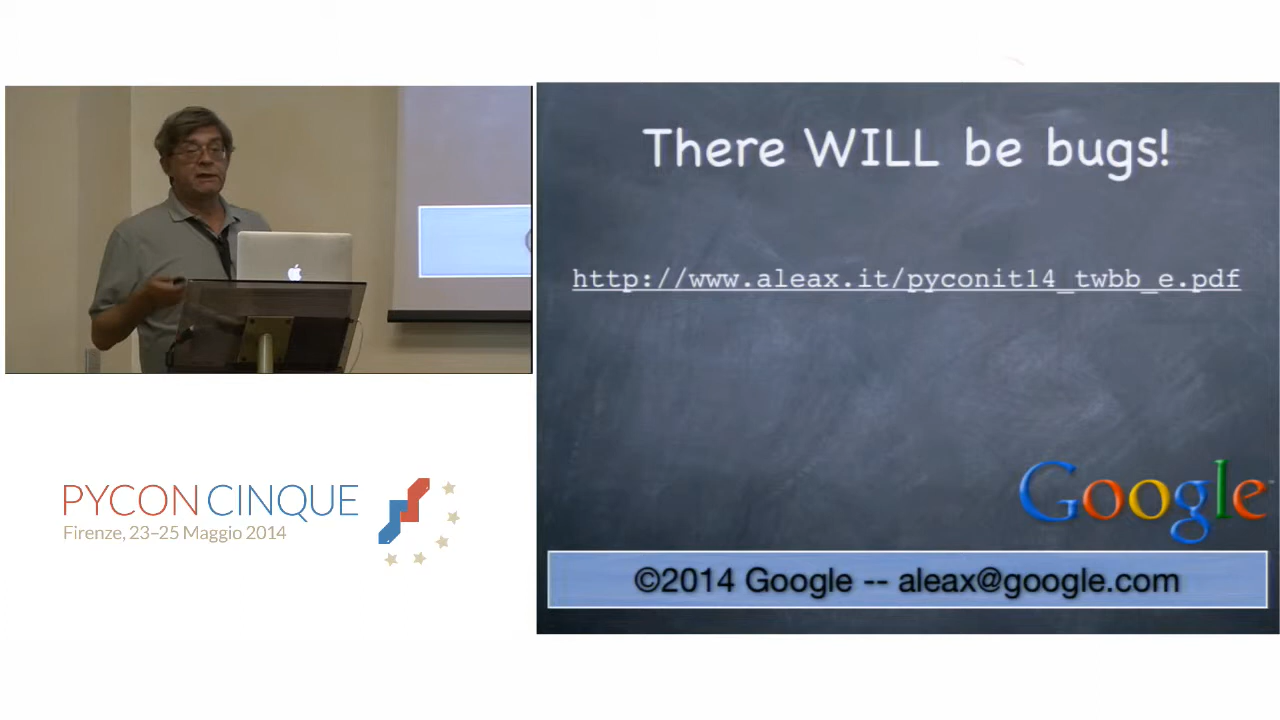 There WILL be bugs!
http://www.aleax.it/pyconit14_twbb_e.pdf
Google
©2014 Google -- aleax@google.com
PYCON CINQUE
Firenze, 23–25 Maggio 2014